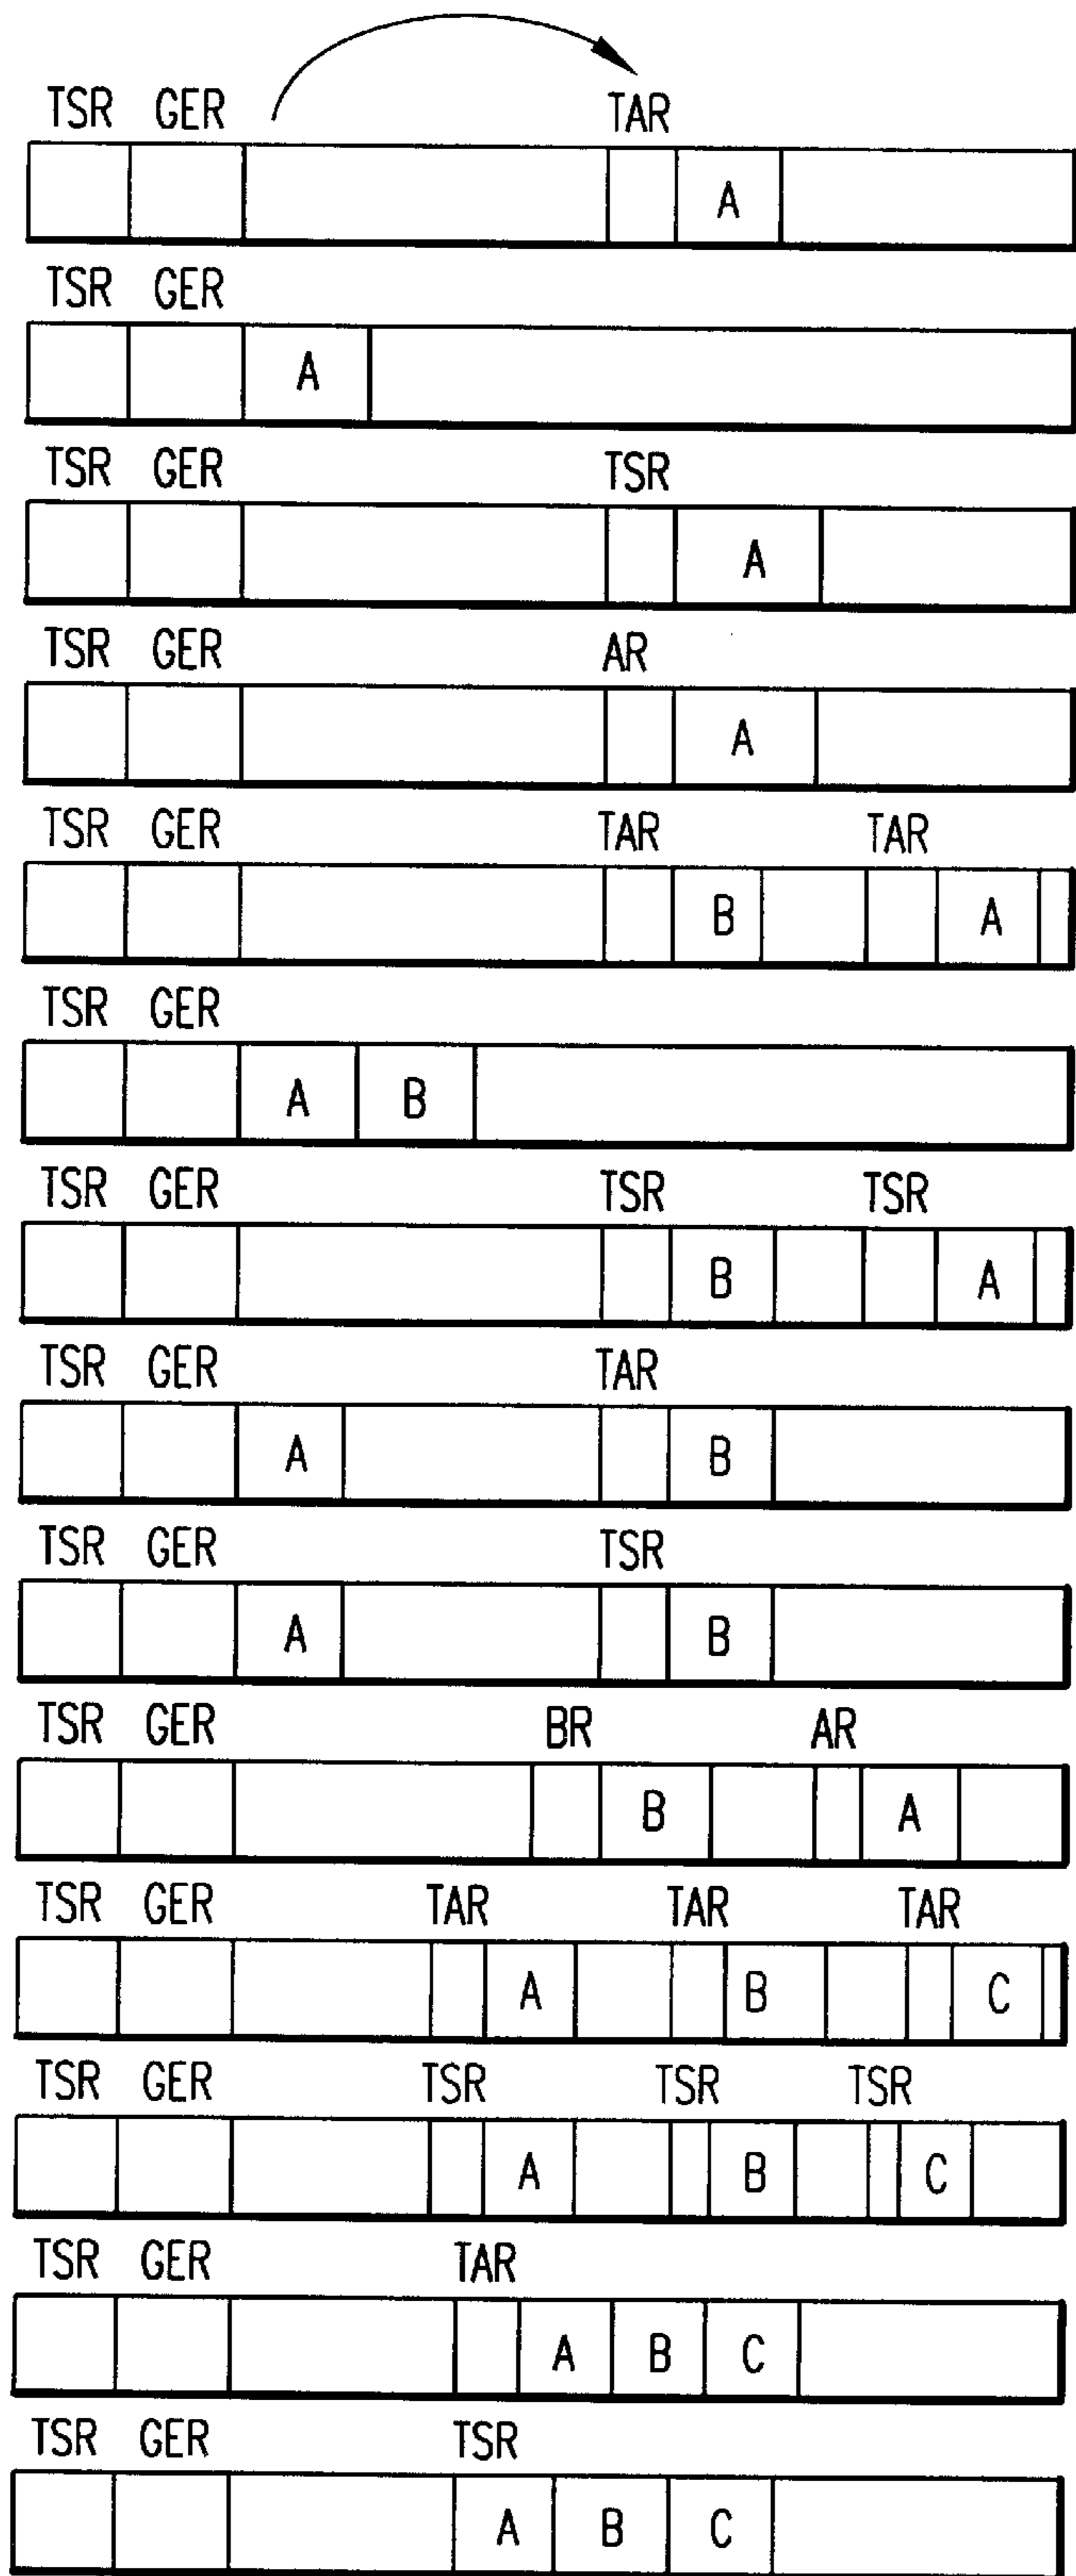 TSR GER TAR
A
TSR GER
A
TSR GER TSR
A
TSR GER AR
A
TSR GER TAR TAR
B A
TSR GER
A B
TSR GER TSR TSR
B A
TSR GER TAR
A B
TSR GER TSR
A B
TSR GER BR AR
B A
TSR GER TAR TAR TAR
A B C
TSR GER TSR TSR TSR
A B C
TSR GER TAR
A B C
TSR GER TSR
A B C